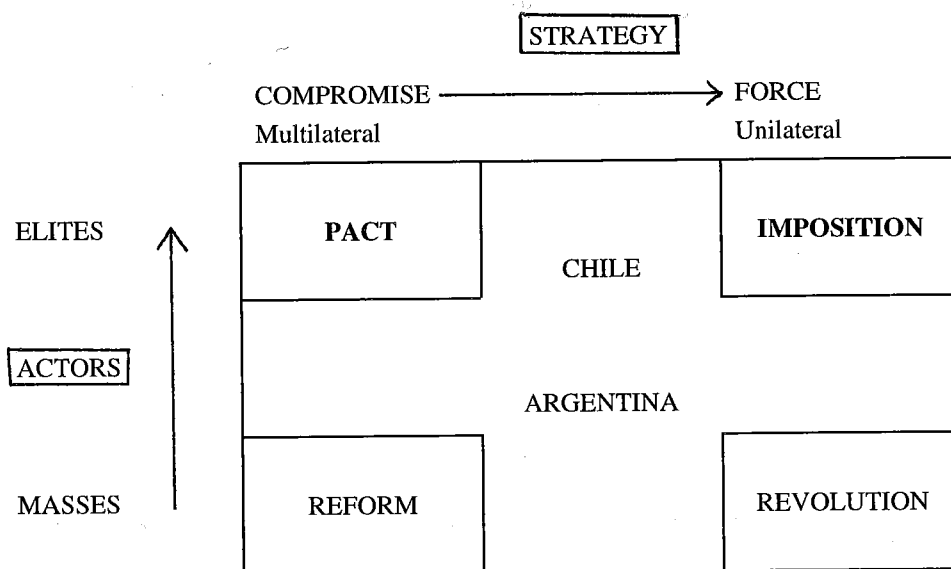 STRATEGY
COMPROMISE FORCE
Multilateral Unilateral
ELITES PACT IMPOSITION
CHILE
ACTORS
ARGENTINA
MASSES REFORM REVOLUTION